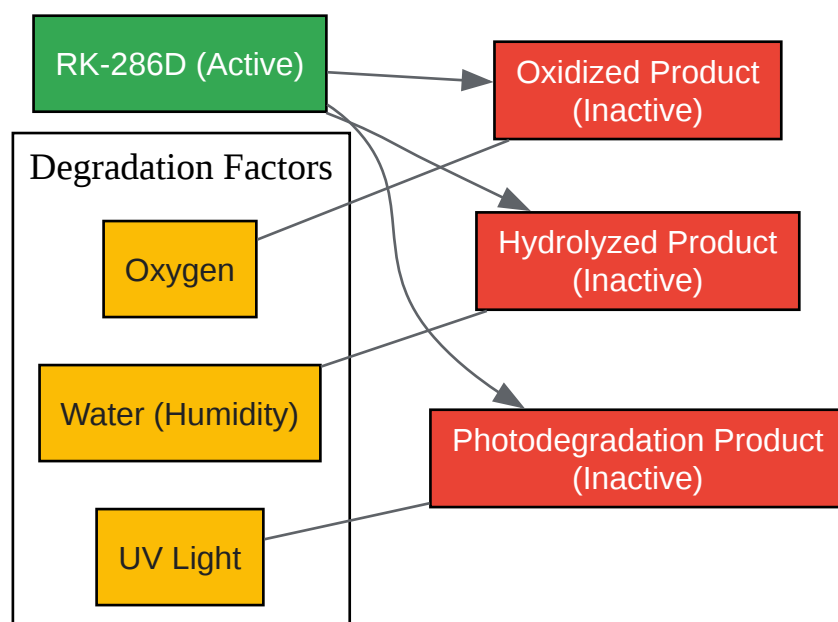 RK-286D (Active)
Oxidized Product
(Inactive)
Degradation Factors
Oxygen
Hydrolyzed Product
(Inactive)
Water (Humidity)
Photodegradation Product
(Inactive)
UV Light